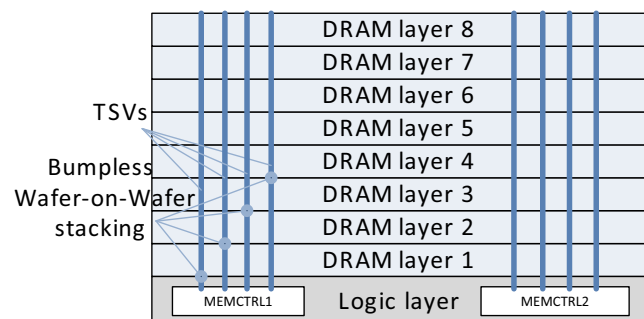 DRAM layer 8
DRAM layer 7
DRAM layer 6
DRAM layer 5
DRAM layer 4
DRAM layer 3
DRAM layer 2
DRAM layer 1
TSVs
Bumpless
Wafer-on-Wafer
stacking
MEMCTRL1
Logic layer
MEMCTRL2